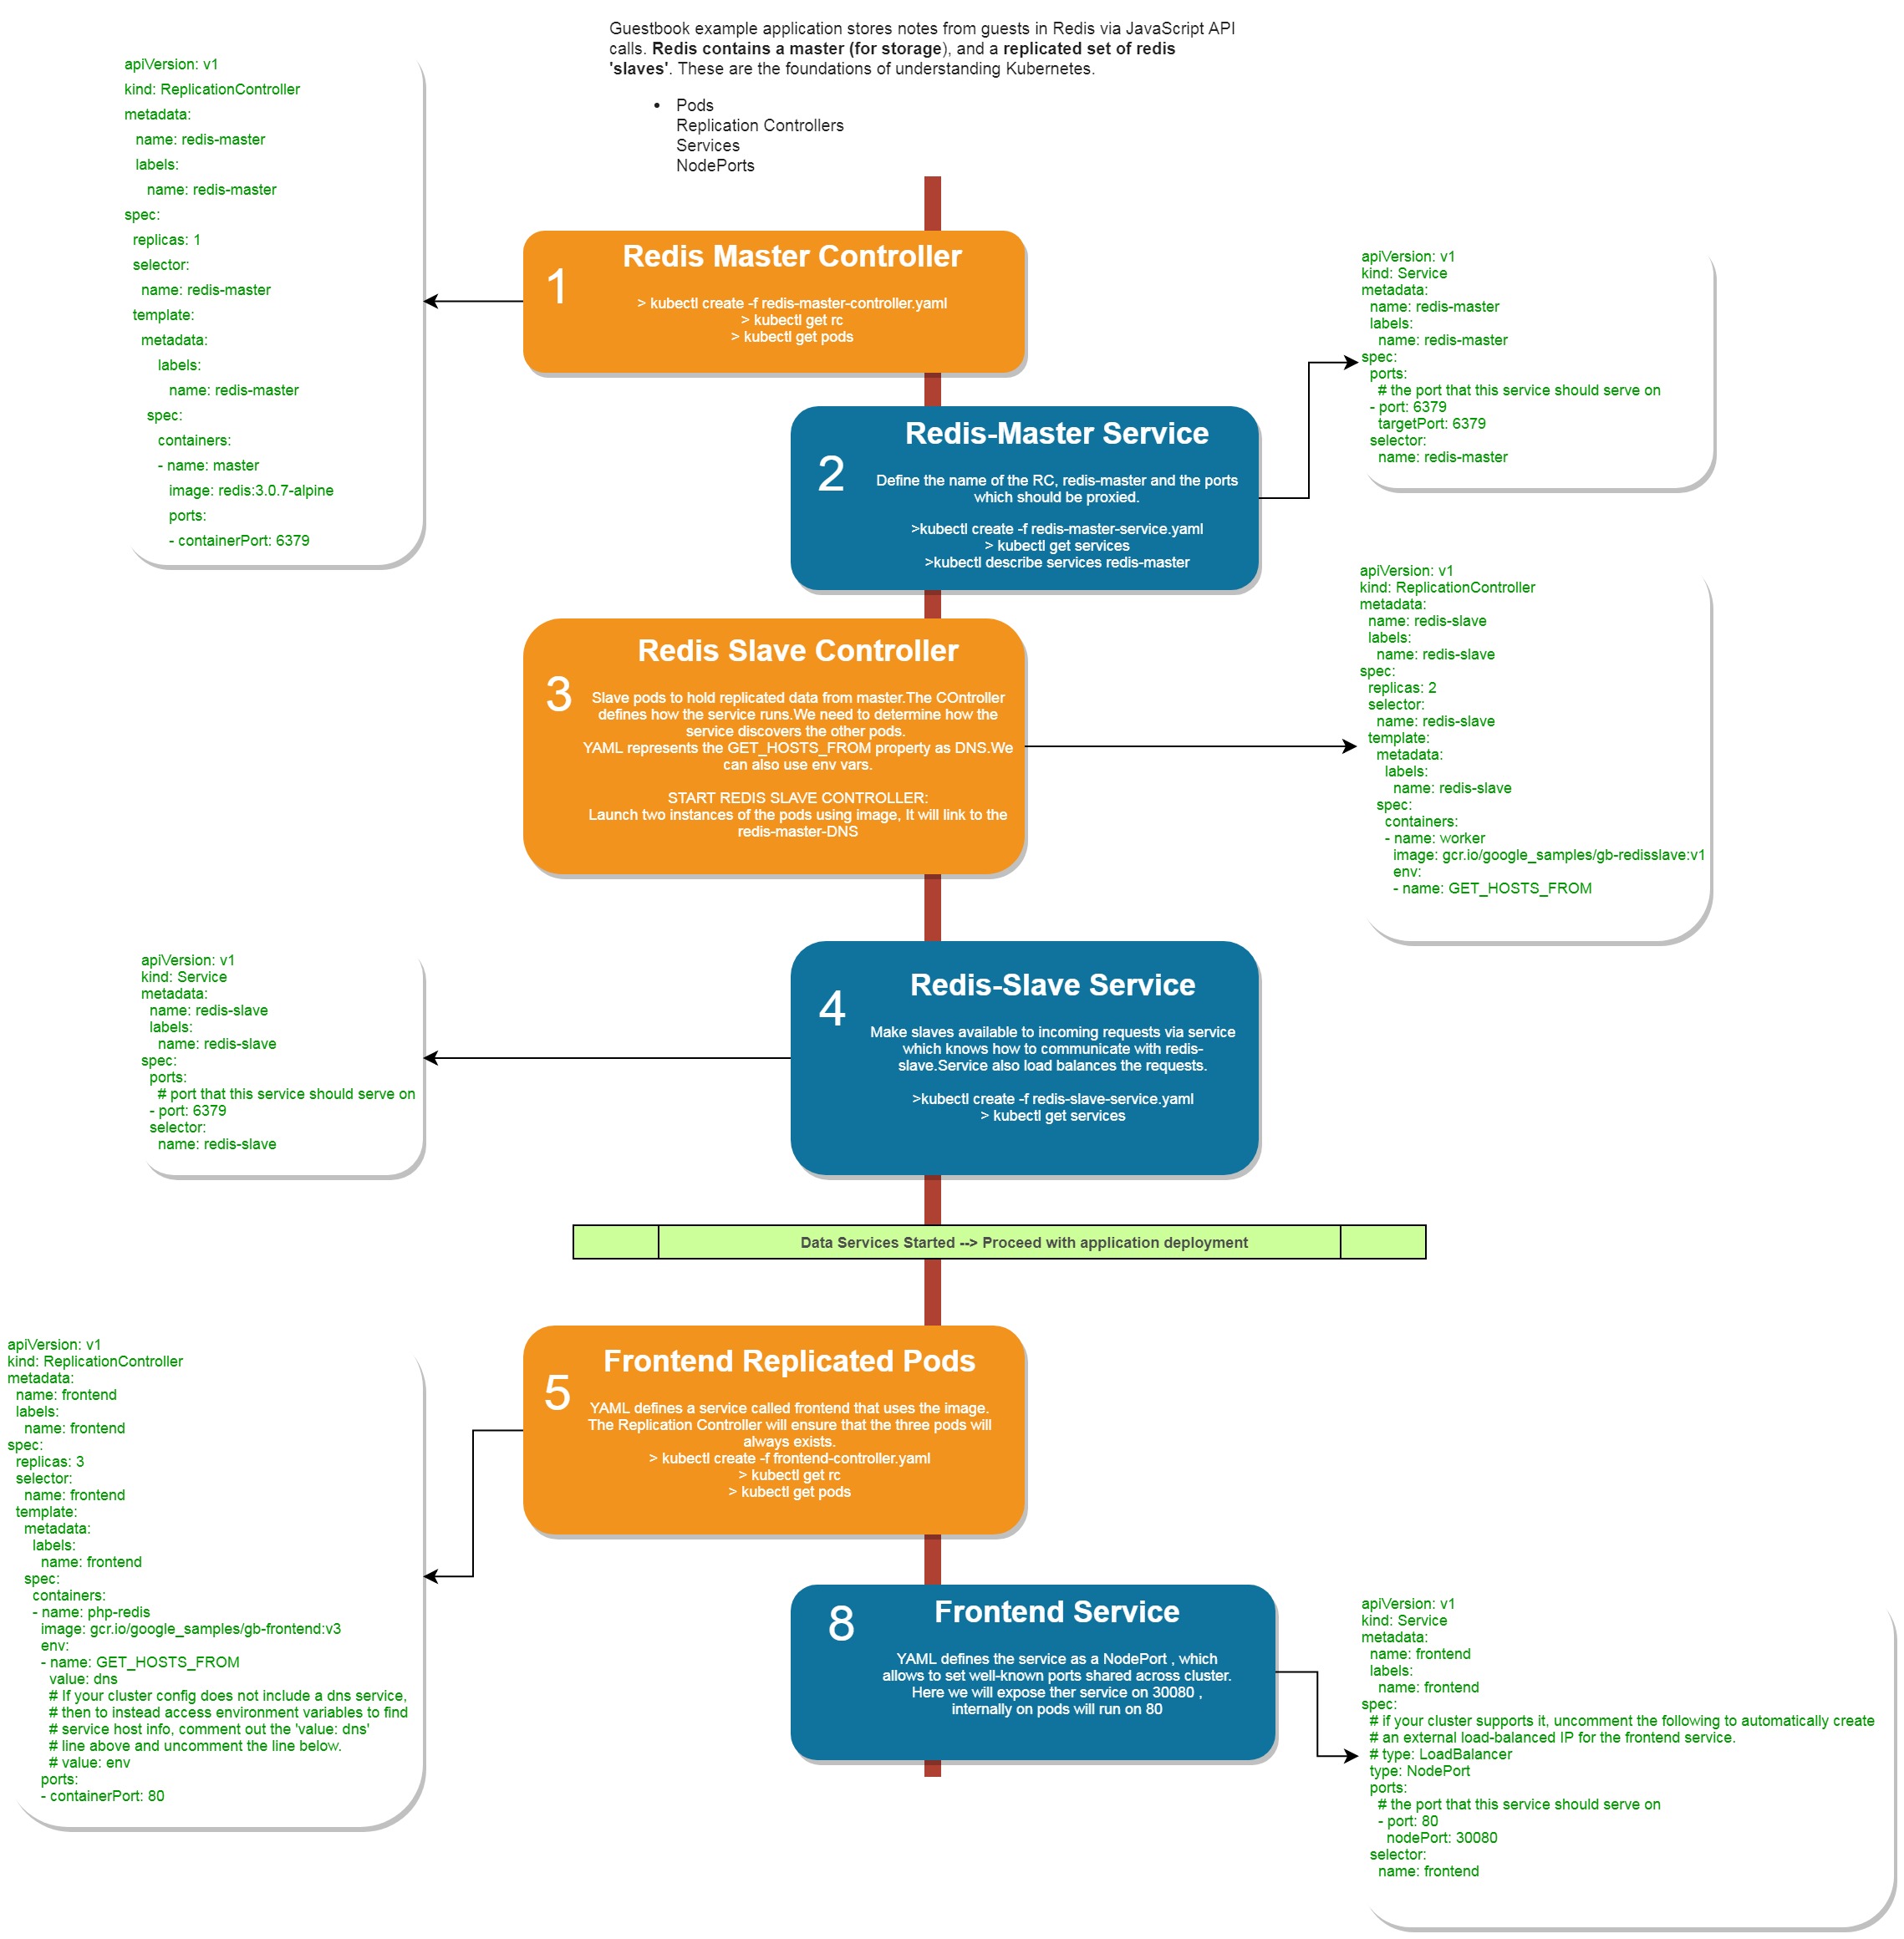 Guestbook example application stores notes from guests in Redis via JavaScript API
calls. Redis contains a master (for storage), and a replicated set of redis
'slaves'. These are the foundations of understanding Kubernetes.
• Pods
Replication Controllers
Services
NodePorts
1
Redis Master Controller
> kubectl create -f redis-master-controller.yaml
> kubectl get rc
> kubectl get pods
apiVersion: v1
kind: ReplicationController
metadata:
name: redis-master
labels:
name: redis-master
spec:
replicas: 1
selector:
name: redis-master
template:
metadata:
labels:
name: redis-master
spec:
containers:
- name: master
image: redis:3.0.7-alpine
ports:
- containerPort: 6379
2
Redis-Master Service
Define the name of the RC, redis-master and the ports
which should be proxied.
>kubectl create -f redis-master-service.yaml
> kubectl get services
>kubectl describe services redis-master
apiVersion: v1
kind: Service
metadata:
name: redis-master
labels:
name: redis-master
spec:
ports:
# the port that this service should serve on
- port: 6379
targetPort: 6379
selector:
name: redis-master
3
Redis Slave Controller
Slave pods to hold replicated data from master.The COntroller
defines how the service runs.We need to determine how the
service discovers the other pods.
YAML represents the GET_HOSTS_FROM property as DNS.We
can also use env vars.
START REDIS SLAVE CONTROLLER:
Launch two instances of the pods using image, It will link to the
redis-master-DNS
apiVersion: v1
kind: ReplicationController
metadata:
name: redis-slave
labels:
name: redis-slave
spec:
replicas: 2
selector:
name: redis-slave
template:
metadata:
labels:
name: redis-slave
spec:
containers:
- name: worker
image: gcr.io/google_samples/gb-redisslave:v1
env:
- name: GET_HOSTS_FROM
4
Redis-Slave Service
Make slaves available to incoming requests via service
which knows how to communicate with redis-
slave.Service also load balances the requests.
>kubectl create -f redis-slave-service.yaml
> kubectl get services
apiVersion: v1
kind: Service
metadata:
name: redis-slave
labels:
name: redis-slave
spec:
ports:
# port that this service should serve on
- port: 6379
selector:
name: redis-slave
Data Services Started --> Proceed with application deployment
5
Frontend Replicated Pods
YAML defines a service called frontend that uses the image.
The Replication Controller will ensure that the three pods will
always exists.
> kubectl create -f frontend-controller.yaml
> kubectl get rc
> kubectl get pods
apiVersion: v1
kind: ReplicationController
metadata:
name: frontend
labels:
name: frontend
spec:
replicas: 3
selector:
name: frontend
template:
metadata:
labels:
name: frontend
spec:
containers:
- name: php-redis
image: gcr.io/google_samples/gb-frontend:v3
env:
- name: GET_HOSTS_FROM
value: dns
# If your cluster config does not include a dns service,
# then to instead access environment variables to find
# service host info, comment out the 'value: dns'
# line above and uncomment the line below.
# value: env
ports:
- containerPort: 80
8
Frontend Service
YAML defines the service as a NodePort , which
allows to set well-known ports shared across cluster.
Here we will expose ther service on 30080 ,
internally on pods will run on 80
apiVersion: v1
kind: Service
metadata:
name: frontend
labels:
name: frontend
spec:
# if your cluster supports it, uncomment the following to automatically create
# an external load-balanced IP for the frontend service.
# type: LoadBalancer
type: NodePort
ports:
# the port that this service should serve on
- port: 80
nodePort: 30080
selector:
name: frontend